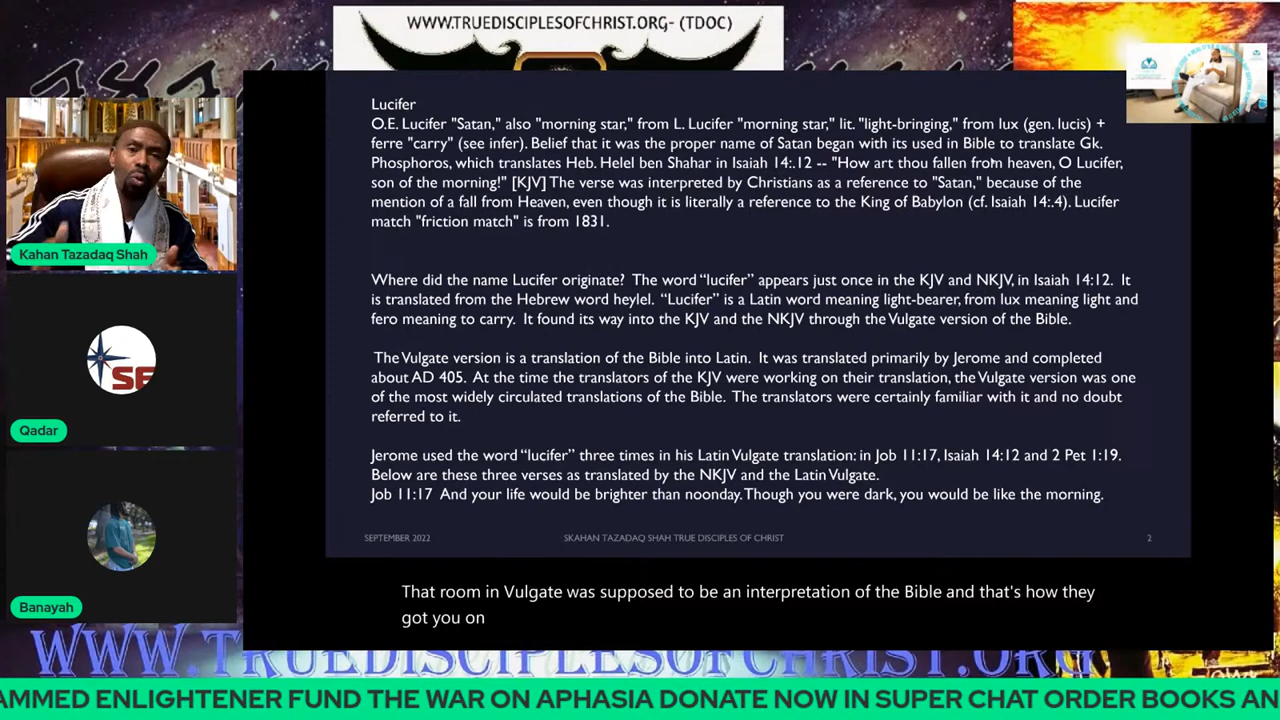 WWW.TRUEDISCIPLESOFCHRIST.ORG- (TDOC)
Lucifer
O.E. Lucifer "Satan," also "morning star," from L. Lucifer "morning star," lit. "light-bringing," from lux (gen. lucis) +
ferre "carry" (see infer). Belief that it was the proper name of Satan began with its used in Bible to translate Gk.
Phosphoros, which translates Heb. Helel ben Shahar in Isaiah 14:.12 -- "How art thou fallen from heaven, O Lucifer,
son of the morning!" [KJV] The verse was interpreted by Christians as a reference to "Satan," because of the
mention of a fall from Heaven, even though it is literally a reference to the King of Babylon (cf. Isaiah 14:.4). Lucifer
match "friction match" is from 1831.
Where did the name Lucifer originate? The word “lucifer” appears just once in the KJV and NKJV, in Isaiah 14:12. It
is translated from the Hebrew word heylel. “Lucifer” is a Latin word meaning light-bearer, from lux meaning light and
fero meaning to carry. It found its way into the KJV and the NKJV through the Vulgate version of the Bible.
The Vulgate version is a translation of the Bible into Latin. It was translated primarily by Jerome and completed
about AD 405. At the time the translators of the KJV were working on their translation, the Vulgate version was one
of the most widely circulated translations of the Bible. The translators were certainly familiar with it and no doubt
referred to it.
Jerome used the word “lucifer” three times in his Latin Vulgate translation: in Job 11:17, Isaiah 14:12 and 2 Pet 1:19.
Below are these three verses as translated by the NKJV and the Latin Vulgate.
Job 11:17 And your life would be brighter than noonday. Though you were dark, you would be like the morning.
SEPTEMBER 2022
SKAHAN TAZADAQ SHAH TRUE DISCIPLES OF CHRIST
2
Kahan Tazadaq Shah
SF
Qadar
Banayah
That room in Vulgate was supposed to be an interpretation of the Bible and that's how they
got you on
WWW.TRUEDISCIPLESOFCHRIST.ORG
AMMED ENLIGHTENER FUND THE WAR ON APHASIA DONATE NOW IN SUPER CHAT ORDER BOOKS AN